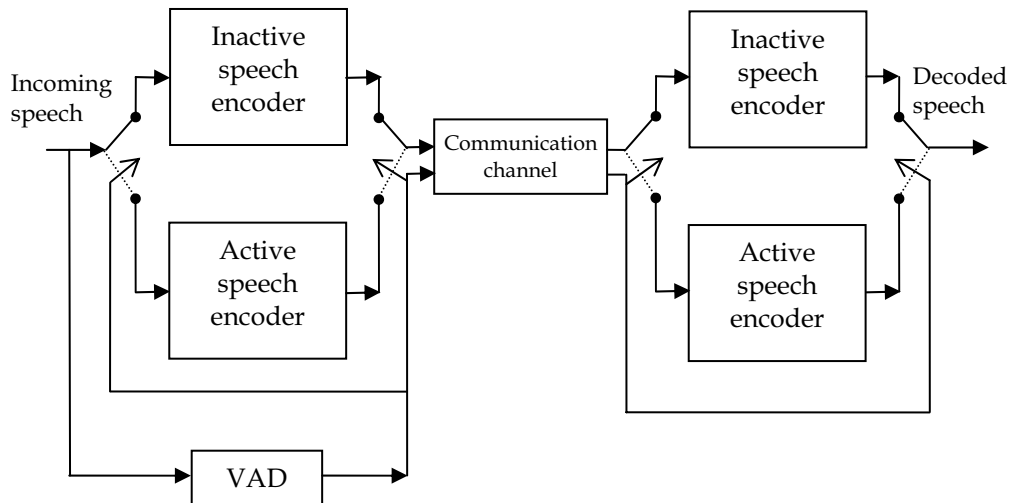 Incoming
speech
Inactive
speech
encoder
Active
speech
encoder
VAD
Communication
channel
Inactive
speech
encoder
Active
speech
encoder
Decoded
speech